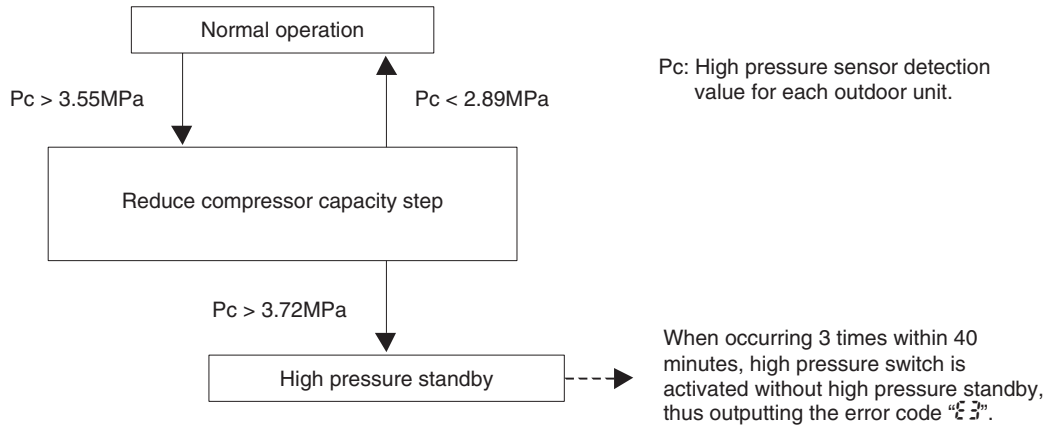 Normal operation
Pc > 3.55MPa
Pc < 2.89MPa
Pc: High pressure sensor detection
value for each outdoor unit.
Reduce compressor capacity step
Pc > 3.72MPa
High pressure standby
When occurring 3 times within 40
minutes, high pressure switch is
activated without high pressure standby,
thus outputting the error code “E3”.